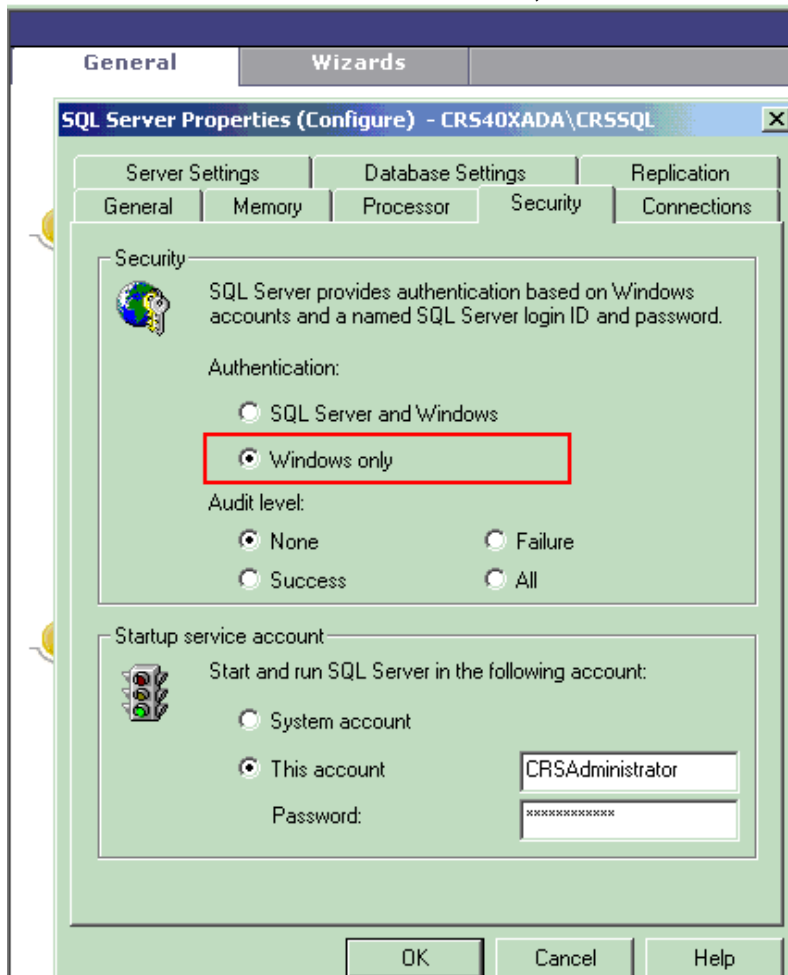 General Wizards
SQL Server Properties (Configure) - CRS40XADA\CRSSQL
Server Settings Database Settings Replication
General Memory Processor Security Connections
Security
SQL Server provides authentication based on Windows
accounts and a named SQL Server login ID and password.
Authentication:
SQL Server and Windows
Windows only
Audit level:
None Failure
Success All
Startup service account
Start and run SQL Server in the following account:
System account
This account CRSAdministrator
Password: ************
OK Cancel Help